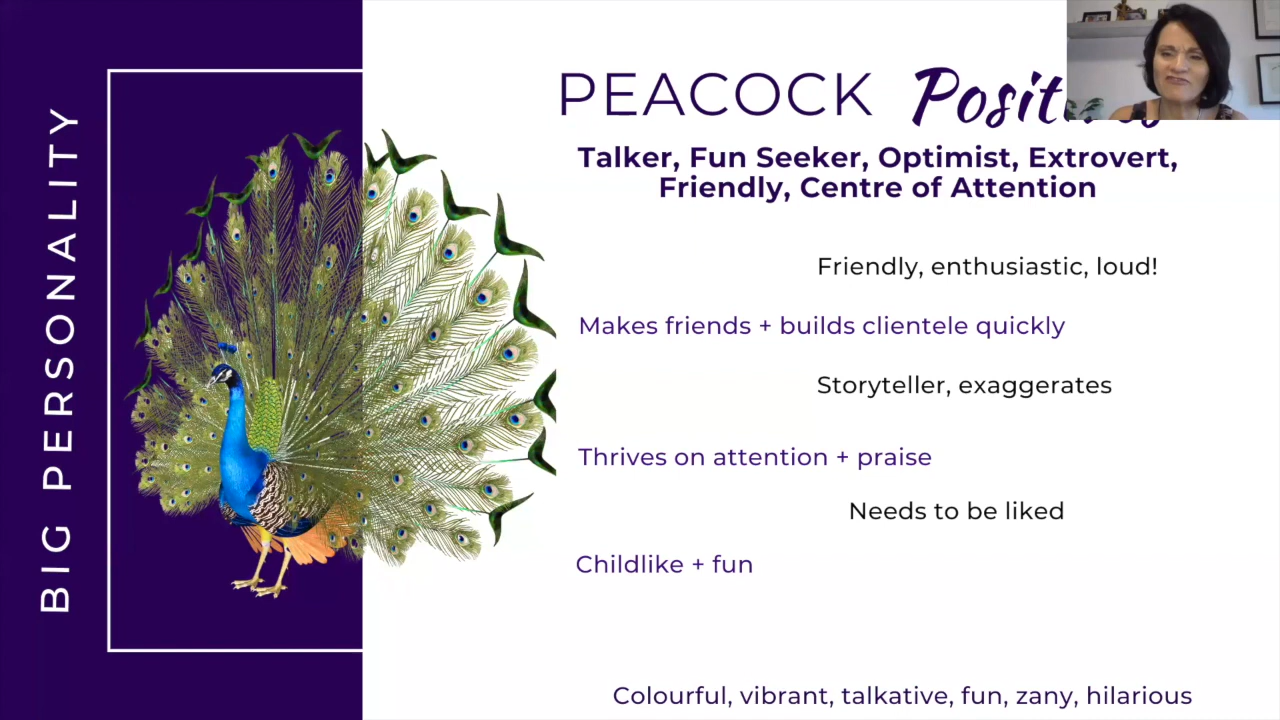 BIG PERSONALITY
PEACOCK
Talker, Fun Seeker, Optimist, Extrovert,
Friendly, Centre of Attention
Friendly, enthusiastic, loud!
Makes friends + builds clientele quickly
Storyteller, exaggerates
Thrives on attention + praise
Needs to be liked
Childlike + fun
Colourful, vibrant, talkative, fun, zany, hilarious